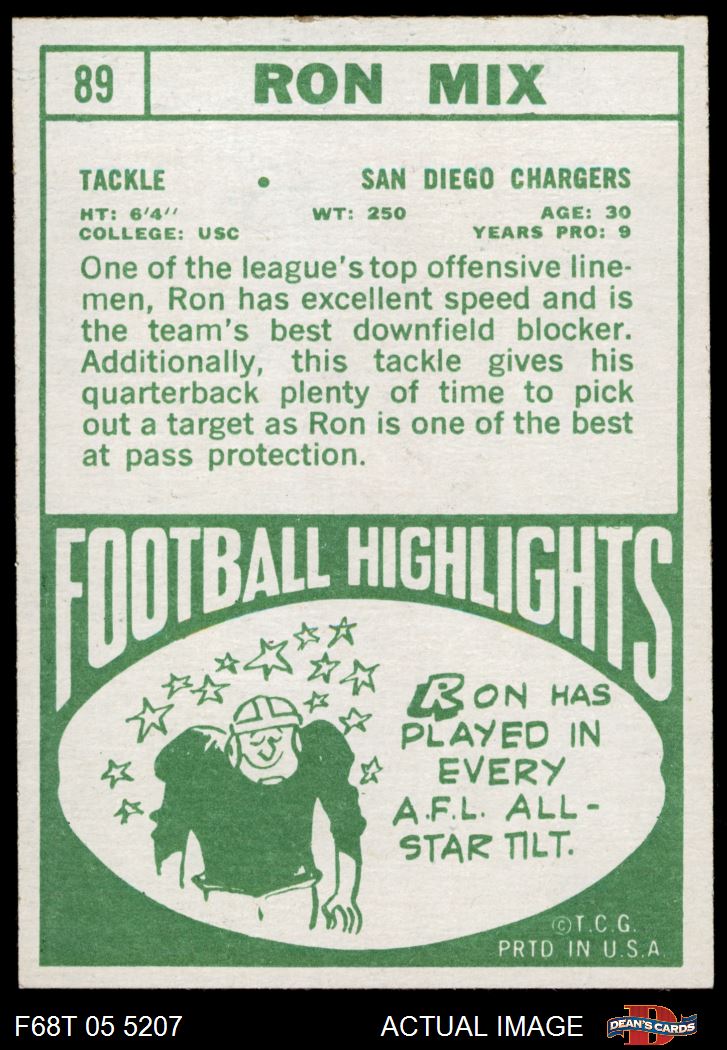 89 RON MIX
TACKLE • SAN DIEGO CHARGERS
HT: 6'4'' WT: 250 AGE: 30
COLLEGE: USC YEARS PRO: 9
One of the league's top offensive line-
men, Ron has excellent speed and is
the team's best downfield blocker.
Additionally, this tackle gives his
quarterback plenty of time to pick
out a target as Ron is one of the best
at pass protection.
FOOTBALL HIGHLIGHTS
RON HAS
PLAYED IN
EVERY
A.F.L. ALL-
STAR TILT.
©T.C.G.
PRTD IN U.S.A
F68T 05 5207 ACTUAL IMAGE DEAN'S CARDS